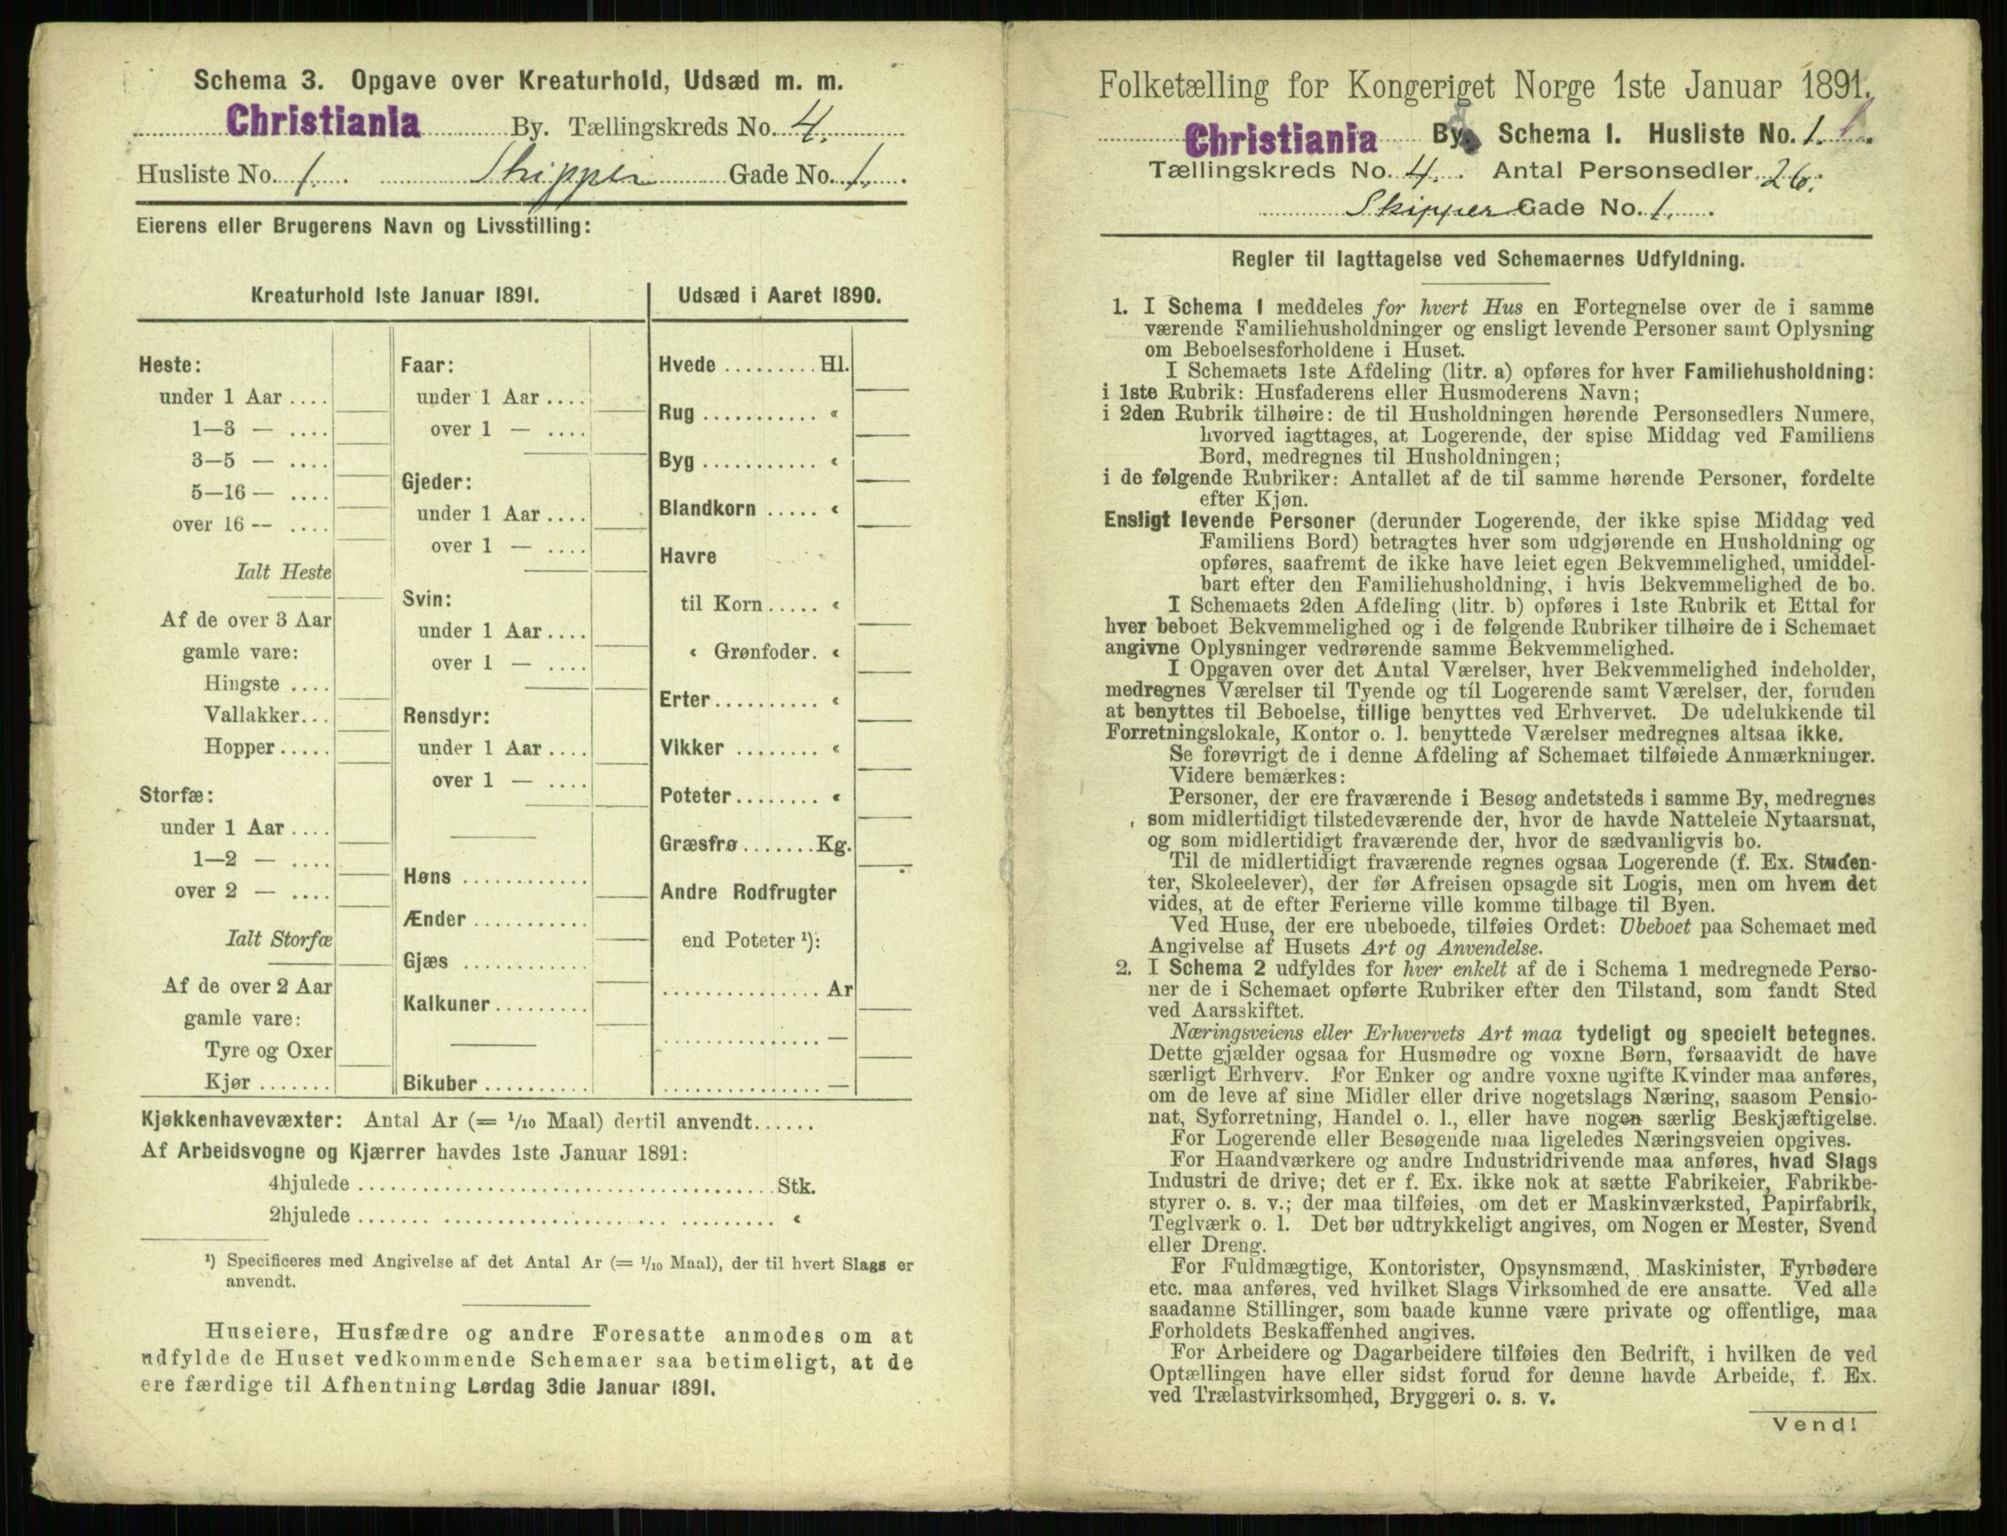 Schema 3. Opgave over Kreaturhold, Udsæd m. m.
Christiania By. Tællingskreds No. 4.
Husliste No. 1. Skipper Gade No. 1.
Eierens eller Brugerens Navn og Livsstilling:
Kreaturhold 1ste Januar 1891.
Heste:
under 1 Aar ....
1—3 — ....
3—5 — ....
5—16 — ....
over 16 -- ....
Ialt Heste
Af de over 3 Aar
gamle vare:
Hingste ....
Vallakker...
Hopper.....
Storfæ:
under 1 Aar ....
1—2 — ....
over 2 — ....
Ialt Storfæ
Af de over 2 Aar
gamle vare:
Tyre og Oxer
Kjør .......
Faar:
under 1 Aar ....
over 1 — ....
Gjeder:
under 1 Aar ....
over 1 — ....
Svin:
under 1 Aar ....
over 1 — ....
Rensdyr:
under 1 Aar ....
over 1 — ....
Høns ............
Ænder ...........
Gjæs ............
Kalkuner..........
Bikuber ..........
Udsæd i Aaret 1890.
Hvede ......... Hl.
Rug ........... «
Byg ........... «
Blandkorn ..... «
Havre
til Korn..... «
« Grønfoder. «
Erter.......... «
Vikker ........ «
Poteter........ «
Græsfrø ....... Kg.
Andre Rodfrugter
end Poteter ¹):
............... Ar
............... —
............... —
Kjøkkenhavevæxter: Antal Ar (= 1/10 Maal) dertil anvendt......
Af Arbeidsvogne og Kjærrer havdes 1ste Januar 1891:
4hjulede ....................................... Stk.
2hjulede ....................................... «
¹) Specificeres med Angivelse af det Antal Ar (= 1/10 Maal), der til hvert Slags er
anvendt.
Huseiere, Husfædre og andre Foresatte anmodes om at
udfylde de Huset vedkommende Schemaer saa betimeligt, at de
ere færdige til Afhentning Lørdag 3die Januar 1891.
Folketælling for Kongeriget Norge 1ste Januar 1891.
Christiania By. Schema 1. Husliste No. 1.
Tællingskreds No. 4. Antal Personsedler 26.
Skipper Gade No. 1.
Regler til Iagttagelse ved Schemaernes Udfyldning.
1. I Schema 1 meddeles for hvert Hus en Fortegnelse over de i samme
værende Familiehusholdninger og ensligt levende Personer samt Oplysning
om Beboelsesforholdene i Huset.
I Schemaets 1ste Afdeling (litr. a) opføres for hver Familiehusholdning:
i 1ste Rubrik: Husfaderens eller Husmoderens Navn;
i 2den Rubrik tilhøire: de til Husholdningen hørende Personsedlers Numere,
hvorved iagttages, at Logerende, der spise Middag ved Familiens
Bord, medregnes til Husholdningen;
i de følgende Rubriker: Antallet af de til samme hørende Personer, fordelte
efter Kjøn.
Ensligt levende Personer (derunder Logerende, der ikke spise Middag ved
Familiens Bord) betragtes hver som udgjørende en Husholdning og
opføres, saafremt de ikke have leiet egen Bekvemmelighed, umiddel-
bart efter den Familiehusholdning, i hvis Bekvemmelighed de bo.
I Schemaets 2den Afdeling (litr. b) opføres i 1ste Rubrik et Ettal for
hver beboet Bekvemmelighed og i de følgende Rubriker tilhøire de i Schemaet
angivne Oplysninger vedrørende samme Bekvemmelighed.
I Opgaven over det Antal Værelser, hver Bekvemmelighed indeholder,
medregnes Værelser til Tyende og til Logerende samt Værelser, der, foruden
at benyttes til Beboelse, tillige benyttes ved Erhvervet. De udelukkende til
Forretningslokale, Kontor o. l. benyttede Værelser medregnes altsaa ikke.
Se forøvrigt de i denne Afdeling af Schemaet tilføiede Anmærkninger.
Videre bemærkes:
Personer, der ere fraværende i Besøg andetsteds i samme By, medregnes
som midlertidigt tilstedeværende der, hvor de havde Natteleie Nytaarsnat,
og som midlertidigt fraværende der, hvor de sædvanligvis bo.
Til de midlertidigt fraværende regnes ogsaa Logerende (f. Ex. Studen-
ter, Skoleelever), der før Afreisen opsagde sit Logis, men om hvem det
vides, at de efter Ferierne ville komme tilbage til Byen.
Ved Huse, der ere ubeboede, tilføies Ordet: Ubeboet paa Schemaet med
Angivelse af Husets Art og Anvendelse.
2. I Schema 2 udfyldes for hver enkelt af de i Schema 1 medregnede Perso-
ner de i Schemaet opførte Rubriker efter den Tilstand, som fandt Sted
ved Aarsskiftet.
Næringsveiens eller Erhvervets Art maa tydeligt og specielt betegnes.
Dette gjælder ogsaa for Husmødre og voxne Børn, forsaavidt de have
særligt Erhverv. For Enker og andre voxne ugifte Kvinder maa anføres,
om de leve af sine Midler eller drive nogetslags Næring, saasom Pensio-
nat, Syforretning, Handel o. l., eller have nogen særlig Beskjæftigelse.
For Logerende eller Besøgende maa ligeledes Næringsveien opgives.
For Haandværkere og andre Industridrivende maa anføres, hvad Slags
Industri de drive; det er f. Ex. ikke nok at sætte Fabrikeier, Fabrikbe-
styrer o. s. v.; der maa tilføies, om det er Maskinværksted, Papirfabrik,
Teglværk o. l. Det bør udtrykkeligt angives, om Nogen er Mester, Svend
eller Dreng.
For Fuldmægtige, Kontorister, Opsynsmænd, Maskinister, Fyrbødere
etc. maa anføres, ved hvilket Slags Virksomhed de ere ansatte. Ved alle
saadanne Stillinger, som baade kunne være private og offentlige, maa
Forholdets Beskaffenhed angives.
For Arbeidere og Dagarbeidere tilføies den Bedrift, i hvilken de ved
Optællingen have eller sidst forud for denne havde Arbeide, f. Ex.
ved Trælastvirksomhed, Bryggeri o. s. v.
Vend!